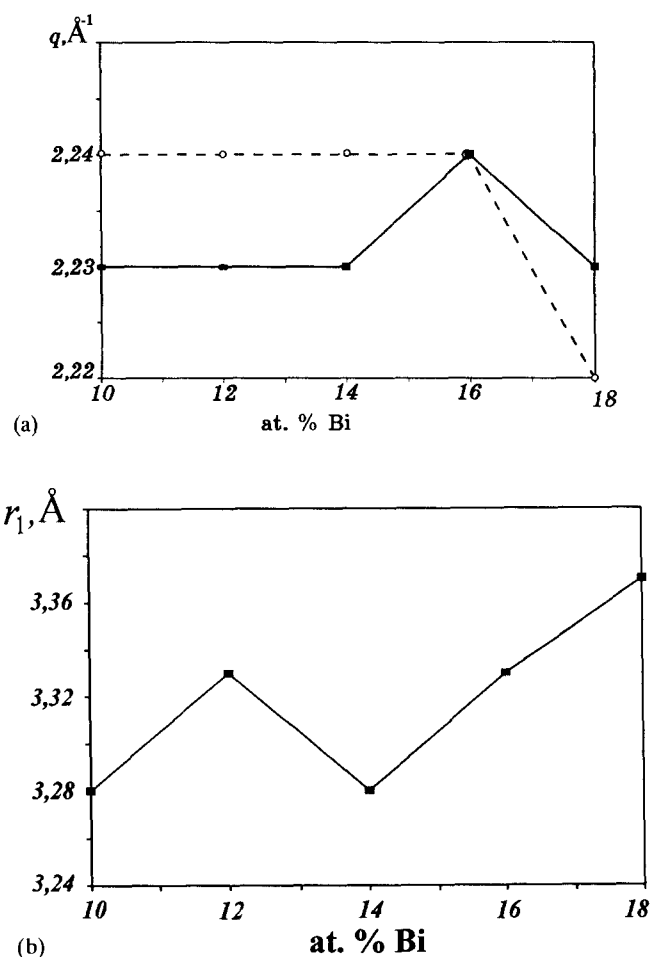 q,Å⁻¹
2,24
2,23
2,22
10 12 14 16 18
at. % Bi
(a)
r₁,Å
3,36
3,32
3,28
3,24
10 12 14 16 18
at. % Bi
(b)